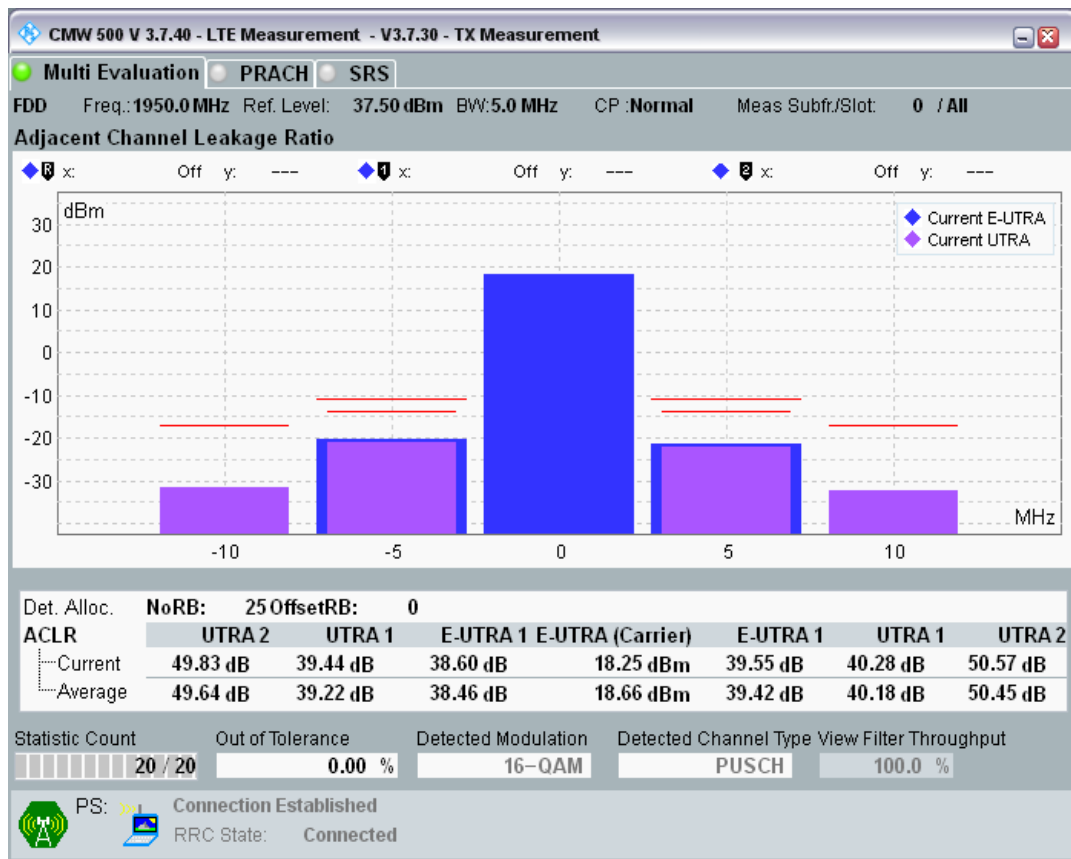 CMW 500 V 3.7.40 - LTE Measurement - V3.7.30 - TX Measurement
Multi Evaluation PRACH SRS
FDD Freq.:1950.0 MHz Ref. Level: 37.50 dBm BW:5.0 MHz CP :Normal Meas Subfr./Slot: 0 / All
Adjacent Channel Leakage Ratio
R x: Off y: --- 1 x: Off y: --- 2 x: Off y: ---
dBm
Current E-UTRA
Current UTRA
30
20
10
0
-10
-20
-30
MHz
-10 -5 0 5 10
Det. Alloc. NoRB: 25 OffsetRB: 0
ACLR UTRA 2 UTRA 1 E-UTRA 1 E-UTRA (Carrier) E-UTRA 1 UTRA 1 UTRA 2
Current 49.83 dB 39.44 dB 38.60 dB 18.25 dBm 39.55 dB 40.28 dB 50.57 dB
Average 49.64 dB 39.22 dB 38.46 dB 18.66 dBm 39.42 dB 40.18 dB 50.45 dB
Statistic Count Out of Tolerance Detected Modulation Detected Channel Type View Filter Throughput
20 / 20 0.00 % 16-QAM PUSCH 100.0 %
PS: Connection Established
RRC State: Connected